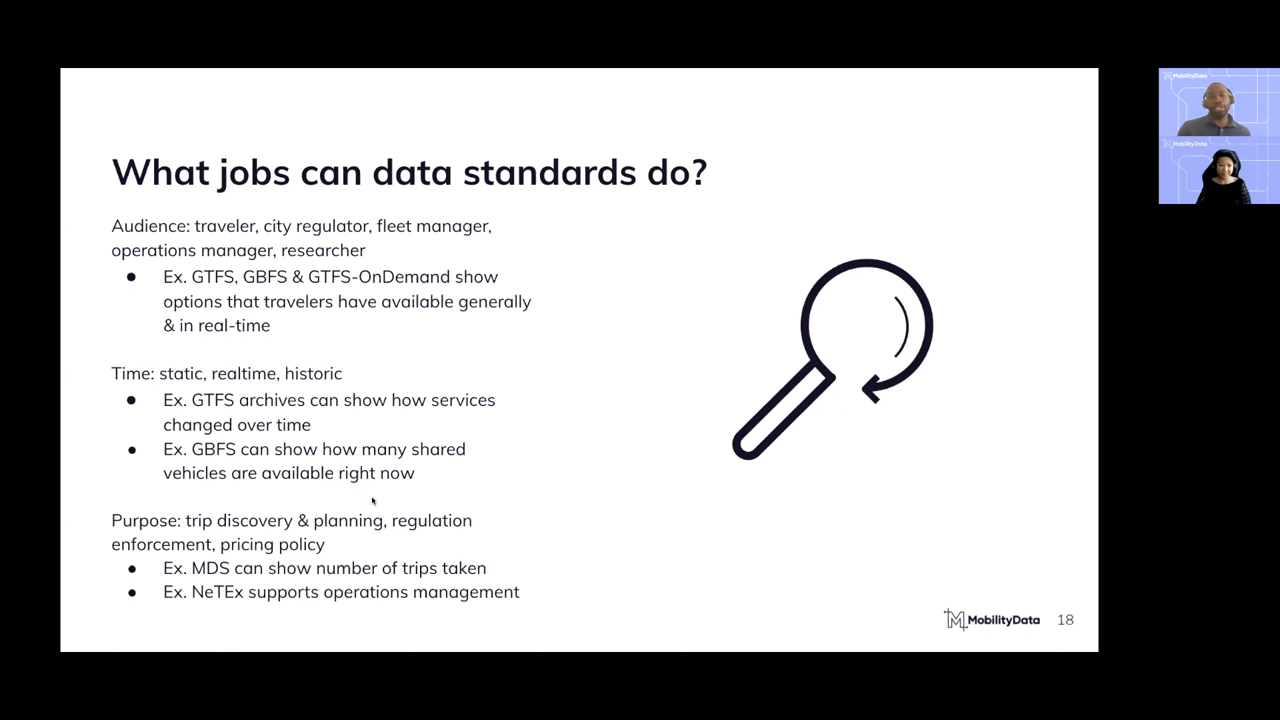 What jobs can data standards do?
Audience: traveler, city regulator, fleet manager,
operations manager, researcher
● Ex. GTFS, GBFS & GTFS-OnDemand show
options that travelers have available generally
& in real-time
Time: static, realtime, historic
● Ex. GTFS archives can show how services
changed over time
● Ex. GBFS can show how many shared
vehicles are available right now
Purpose: trip discovery & planning, regulation
enforcement, pricing policy
● Ex. MDS can show number of trips taken
● Ex. NeTEx supports operations management
MobilityData 18
MobilityData
MobilityData